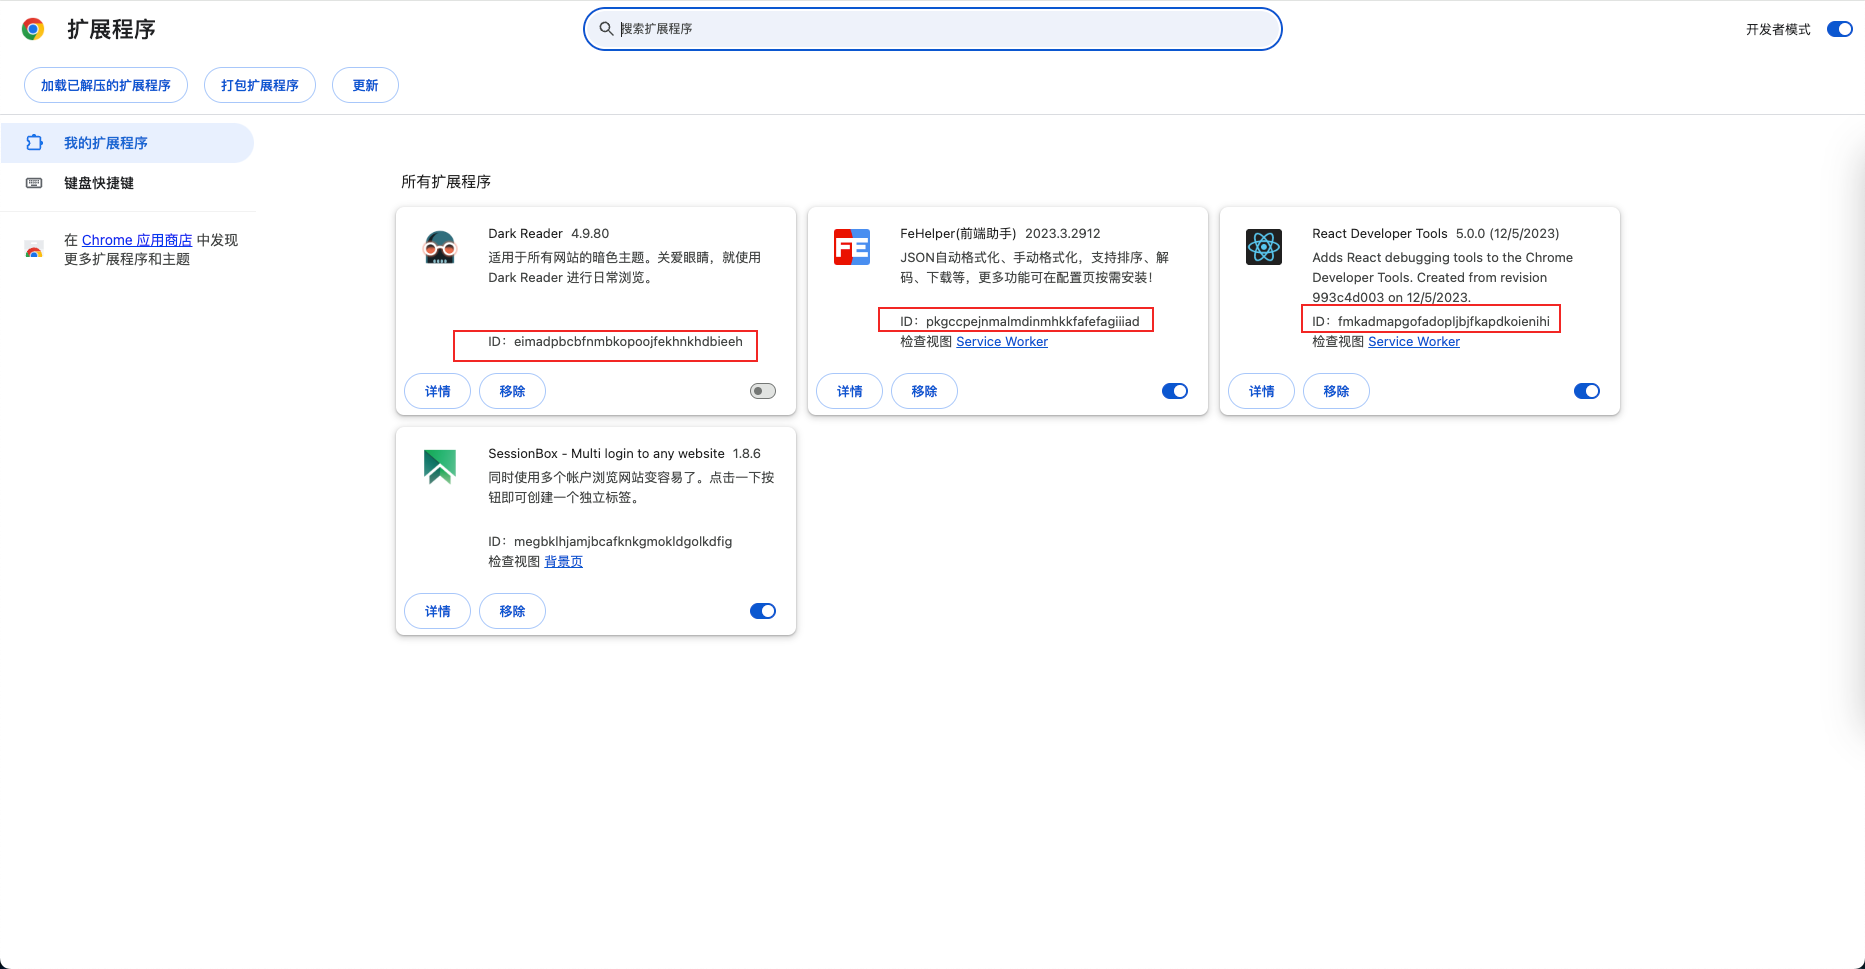 扩展程序
搜索扩展程序
开发者模式
加载已解压的扩展程序
打包扩展程序
更新
我的扩展程序
键盘快捷键
在 Chrome 应用商店 中发现
更多扩展程序和主题
所有扩展程序
Dark Reader 4.9.80
适用于所有网站的暗色主题。关爱眼睛，就使用
Dark Reader 进行日常浏览。
ID：eimadpbcbfnmbkopoojfekhnkhdbieeh
详情
移除
FE
FeHelper(前端助手) 2023.3.2912
JSON自动格式化、手动格式化，支持排序、解
码、下载等，更多功能可在配置页按需安装！
ID：pkgccpejnmalmdinmhkkfafefagiiiad
检查视图 Service Worker
详情
移除
React Developer Tools 5.0.0 (12/5/2023)
Adds React debugging tools to the Chrome
Developer Tools. Created from revision
993c4d003 on 12/5/2023.
ID：fmkadmapgofadopljbjfkapdkoienihi
检查视图 Service Worker
详情
移除
SessionBox - Multi login to any website 1.8.6
同时使用多个帐户浏览网站变容易了。点击一下按
钮即可创建一个独立标签。
ID：megbklhjamjbcafknkgmokldgolkdfig
检查视图 背景页
详情
移除